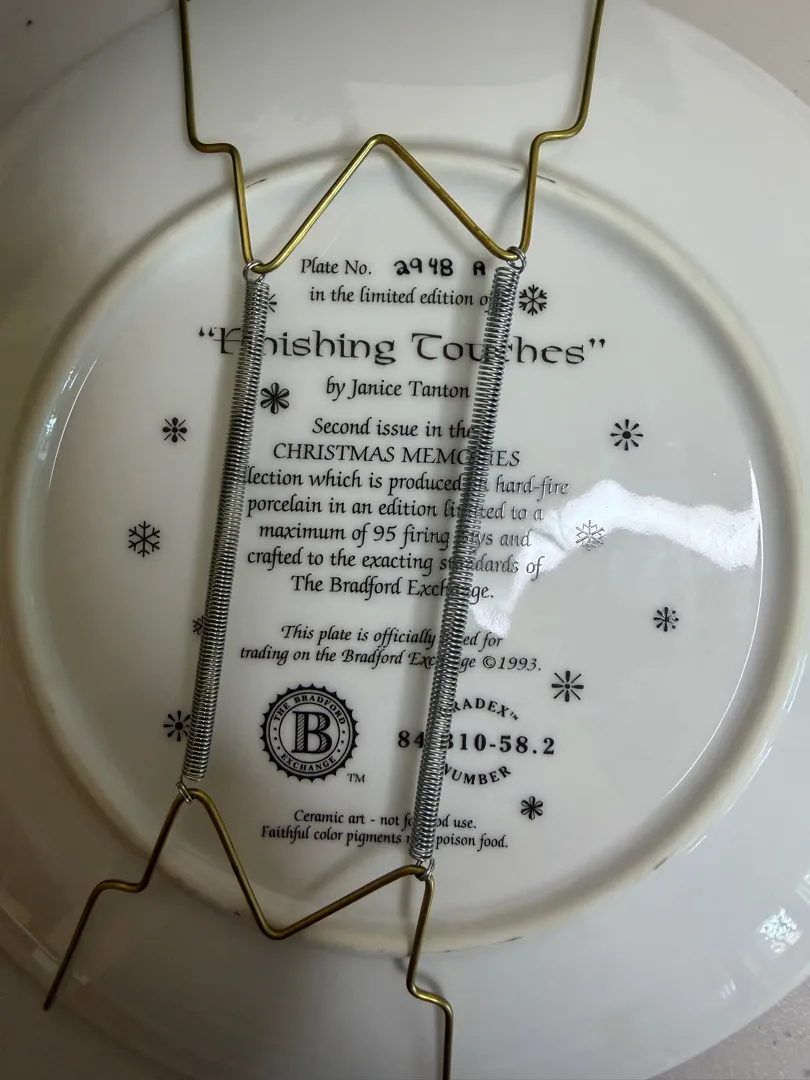 Plate No. 2948 A
in the limited edition of
"Finishing Touches"
by Janice Tanton
Second issue in the
CHRISTMAS MEMORIES
collection which is produced in hard-fire
porcelain in an edition limited to a
maximum of 95 firing days and
crafted to the exacting standards of
The Bradford Exchange.
This plate is officially listed for
trading on the Bradford Exchange ©1993.
THE BRADFORD
B
EXCHANGE
TM
BRADEX™
84 310-58.2
NUMBER
Ceramic art - not for food use.
Faithful color pigments may poison food.